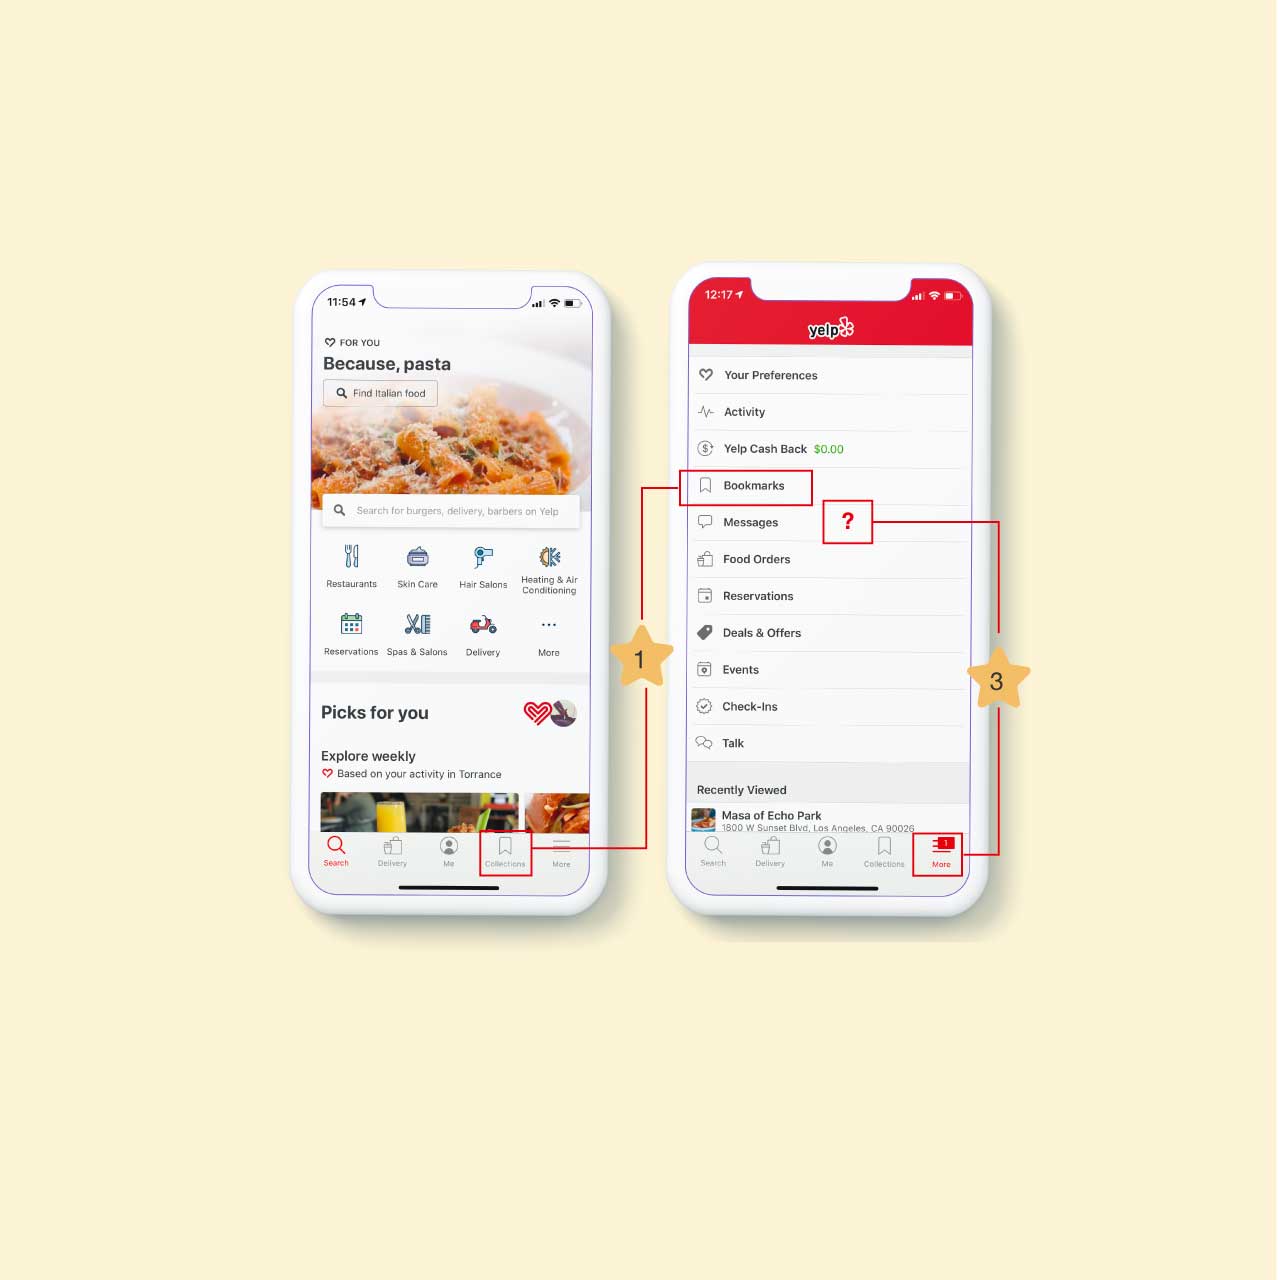 11:54
FOR YOU
Because, pasta
Find Italian food
Search for burgers, delivery, barbers on Yelp
Restaurants
Skin Care
Hair Salons
Heating & Air
Conditioning
Reservations
Spas & Salons
Delivery
More
Picks for you
Explore weekly
Based on your activity in Torrance
Search
Delivery
Me
Collections
More
1
12:17
yelp
Your Preferences
Activity
$
Yelp Cash Back $0.00
Bookmarks
?
Messages
Food Orders
Reservations
Deals & Offers
Events
Check-Ins
Talk
Recently Viewed
Masa of Echo Park
1800 W Sunset Blvd, Los Angeles, CA 90026
Search
Delivery
Me
Collections
1
More
3